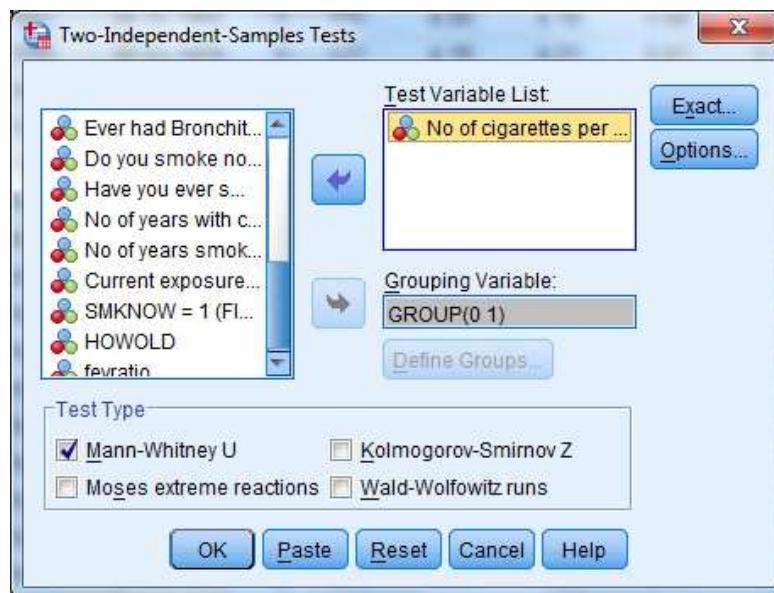 Two-Independent-Samples Tests
Ever had Bronchit...
Do you smoke no...
Have you ever s...
No of years with c...
No of years smok...
Current exposure...
SMKNOW = 1 (FI...
HOWOLD
fevratio
Test Variable List:
No of cigarettes per ...
Grouping Variable:
GROUP(0 1)
Define Groups...
Exact...
Options...
Test Type
Mann-Whitney U
Kolmogorov-Smirnov Z
Moses extreme reactions
Wald-Wolfowitz runs
OK
Paste
Reset
Cancel
Help